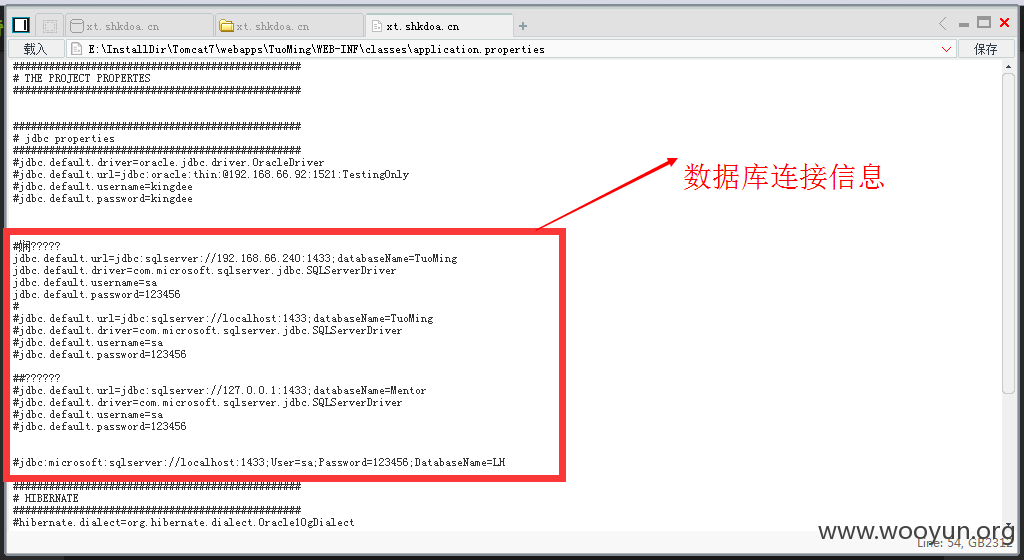 xt.shkdoa.cn
xt.shkdoa.cn
xt.shkdoa.cn
载入
E:\InstallDir\Tomcat7\webapps\TuoMing\WEB-INF\classes\application.properties
保存
################################################
# THE PROJECT PROPERTES
################################################
################################################
# jdbc properties
################################################
#jdbc.default.driver=oracle.jdbc.driver.OracleDriver
#jdbc.default.url=jdbc:oracle:thin:@192.168.66.92:1521:TestingOnly
#jdbc.default.username=kingdee
#jdbc.default.password=kingdee
数据库连接信息
?????
jdbc.default.url=jdbc:sqlserver://192.168.66.240:1433;databaseName=TuoMing
jdbc.default.driver=com.microsoft.sqlserver.jdbc.SQLServerDriver
jdbc.default.username=sa
jdbc.default.password=123456
#
#jdbc.default.url=jdbc:sqlserver://localhost:1433;databaseName=TuoMing
#jdbc.default.driver=com.microsoft.sqlserver.jdbc.SQLServerDriver
#jdbc.default.username=sa
#jdbc.default.password=123456
##??????
#jdbc.default.url=jdbc:sqlserver://127.0.0.1:1433;databaseName=Mentor
#jdbc.default.driver=com.microsoft.sqlserver.jdbc.SQLServerDriver
#jdbc.default.username=sa
#jdbc.default.password=123456
#jdbc:microsoft:sqlserver://localhost:1433;User=sa;Password=123456;DatabaseName=LH
################################################
# HIBERNATE
################################################
#hibernate.dialect=org.hibernate.dialect.Oracle10gDialect
www.wooyun.org
Line: 54, GB2312